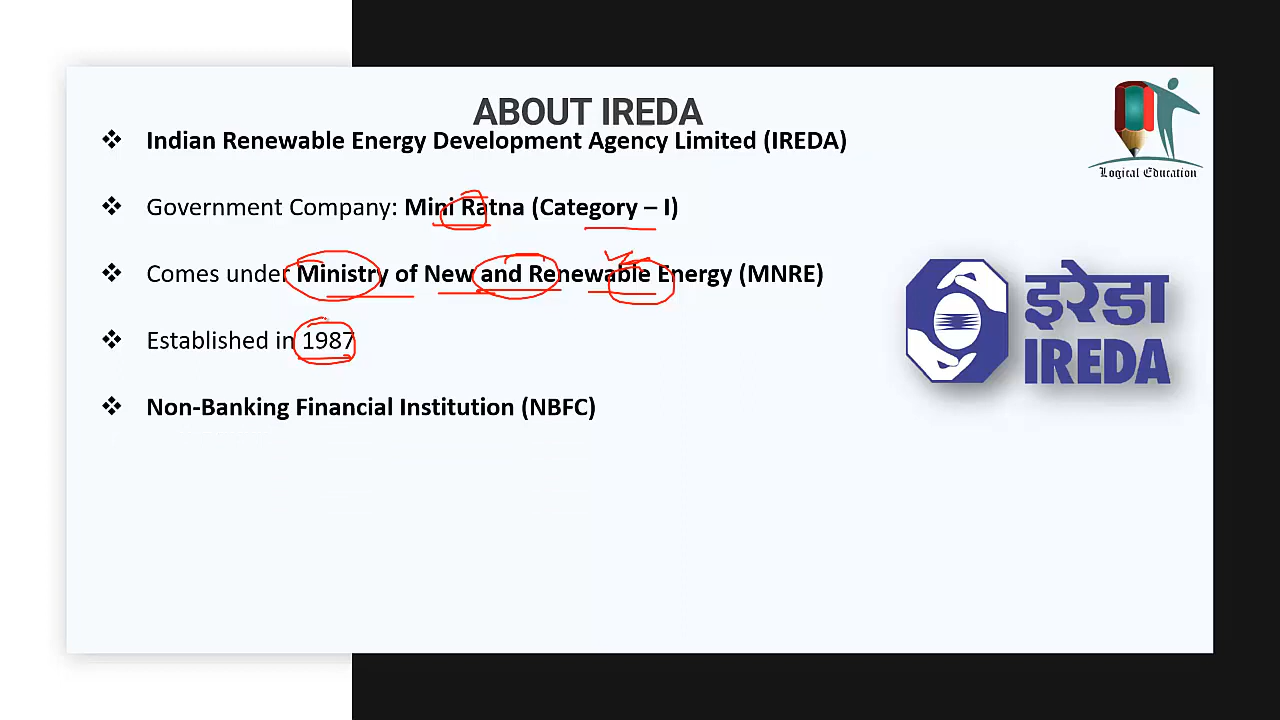 ABOUT IREDA
Indian Renewable Energy Development Agency Limited (IREDA)
Government Company: Mini Ratna (Category – I)
Comes under Ministry of New and Renewable Energy (MNRE)
Established in 1987
Non-Banking Financial Institution (NBFC)
Logical Education
इरेडा
IREDA